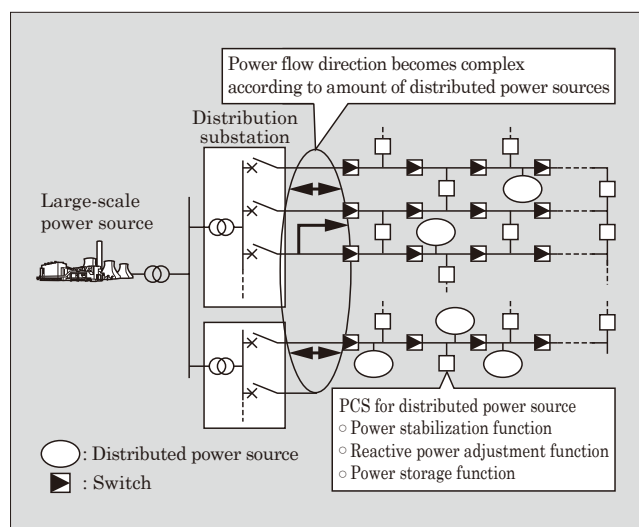 Power flow direction becomes complex
according to amount of distributed power sources
Distribution
substation
Large-scale
power source
PCS for distributed power source
○ Power stabilization function
○ Reactive power adjustment function
○ Power storage function
: Distributed power source
: Switch